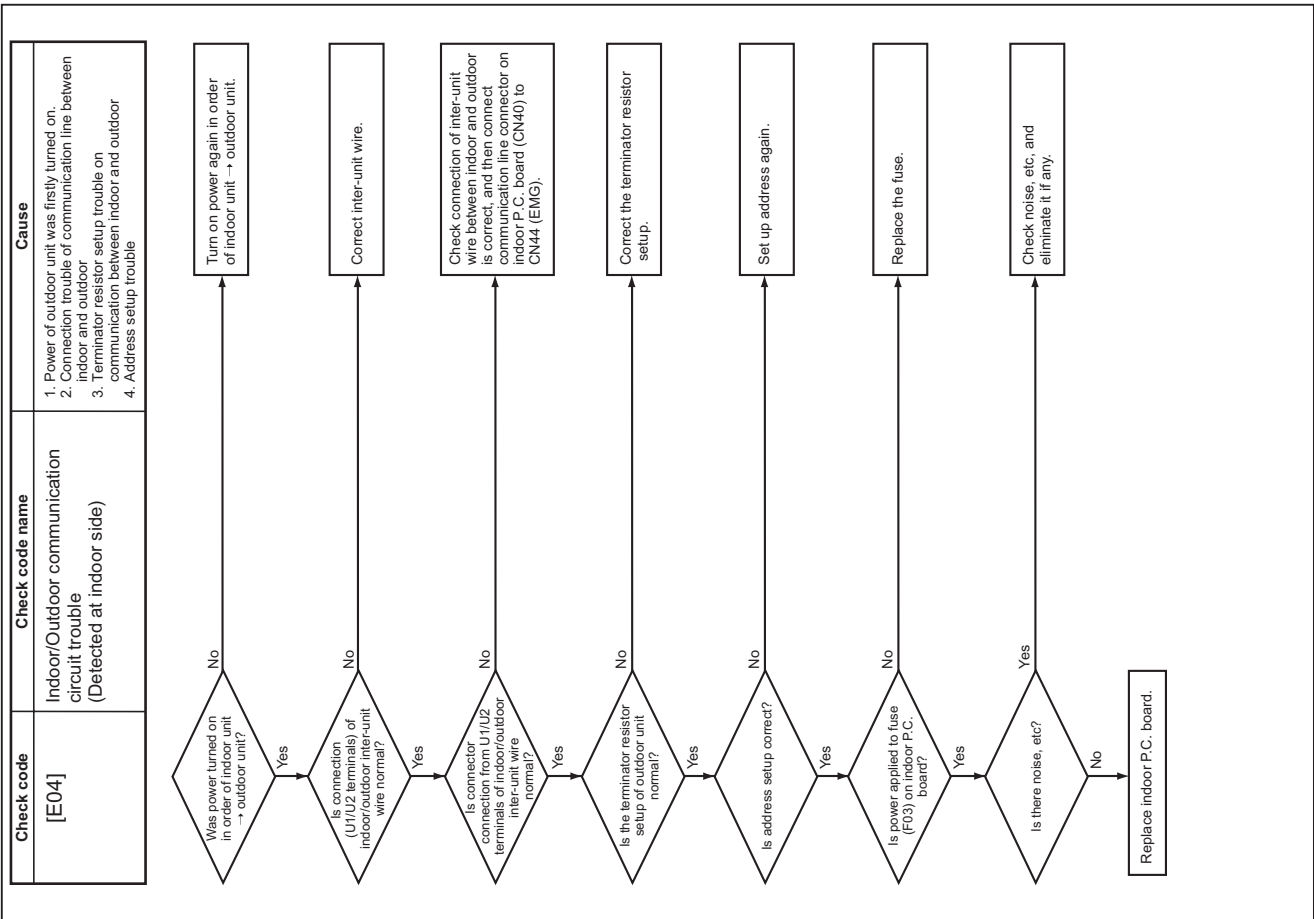 Check code
Check code name
Cause
[E04]
Indoor/Outdoor communication
circuit trouble
(Detected at indoor side)
1. Power of outdoor unit was firstly turned on.
2. Connection trouble of communication line between
indoor and outdoor
3. Terminator resistor setup trouble on
communication between indoor and outdoor
4. Address setup trouble
Was power turned on
in order of indoor unit
→ outdoor unit?
No
Turn on power again in order
of indoor unit → outdoor unit.
Yes
Is connection
(U1/U2 terminals) of
indoor/outdoor inter-unit
wire normal?
No
Correct inter-unit wire.
Yes
Is connector
connection from U1/U2
terminals of indoor/outdoor
inter-unit wire
normal?
No
Check connection of inter-unit
wire between indoor and outdoor
is correct, and then connect
communication line connector on
indoor P.C. board (CN40) to
CN44 (EMG).
Yes
Is the terminator resistor
setup of outdoor unit
normal?
No
Correct the terminator resistor
setup.
Yes
Is address setup correct?
No
Set up address again.
Yes
Is power applied to fuse
(F03) on indoor P.C.
board?
No
Replace the fuse.
Yes
Is there noise, etc?
Yes
Check noise, etc, and
eliminate it if any.
No
Replace indoor P.C. board.